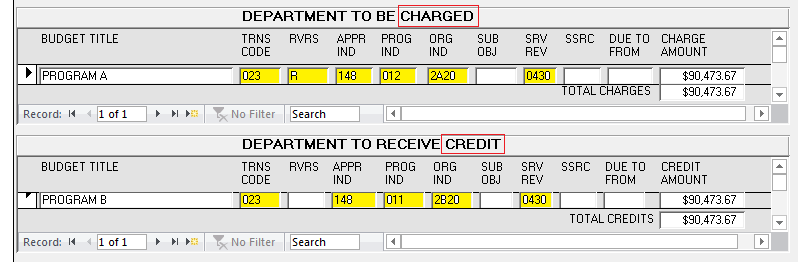 DEPARTMENT TO BE CHARGED
BUDGET TITLE TRNS CODE RVRS APPR IND PROG IND ORG IND SUB OBJ SRV REV SSRC DUE TO FROM CHARGE AMOUNT
PROGRAM A 023 R 148 012 2A20 0430 $90,473.67
TOTAL CHARGES $90,473.67
Record: 1 of 1 No Filter Search
DEPARTMENT TO RECEIVE CREDIT
BUDGET TITLE TRNS CODE RVRS APPR IND PROG IND ORG IND SUB OBJ SRV REV SSRC DUE TO FROM CREDIT AMOUNT
PROGRAM B 023 148 011 2B20 0430 $90,473.67
TOTAL CREDITS $90,473.67
Record: 1 of 1 No Filter Search